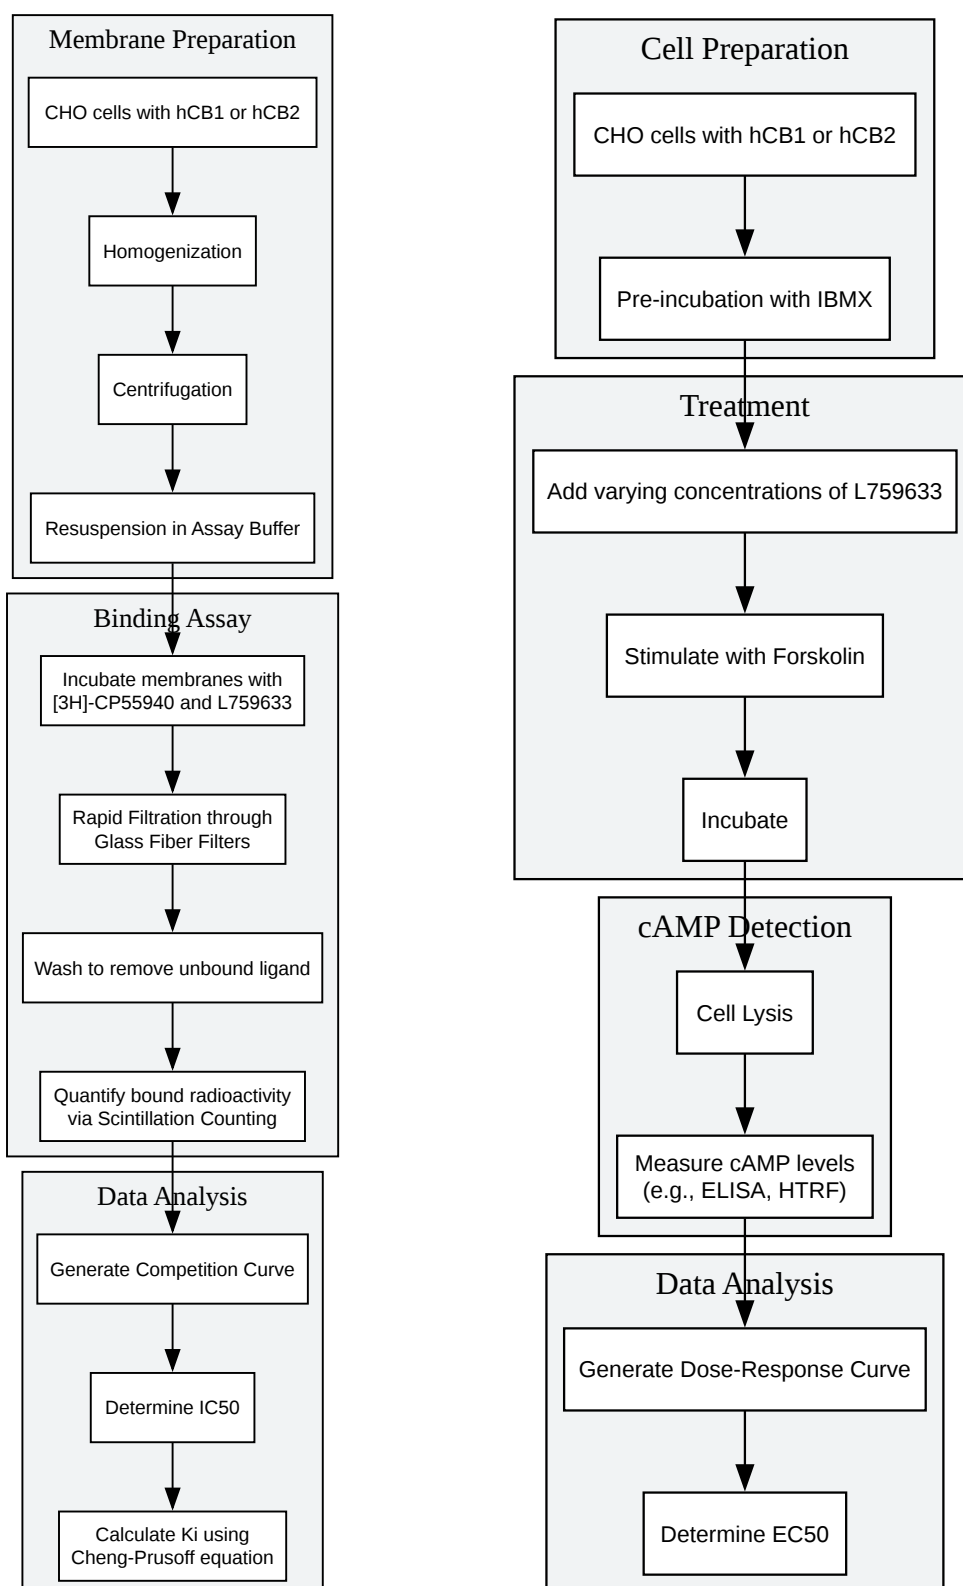 Membrane Preparation
CHO cells with hCB1 or hCB2
Homogenization
Centrifugation
Resuspension in Assay Buffer
Binding Assay
Incubate membranes with
[3H]-CP55940 and L759633
Rapid Filtration through
Glass Fiber Filters
Wash to remove unbound ligand
Quantify bound radioactivity
via Scintillation Counting
Data Analysis
Generate Competition Curve
Determine IC50
Calculate Ki using
Cheng-Prusoff equation
Cell Preparation
CHO cells with hCB1 or hCB2
Pre-incubation with IBMX
Treatment
Add varying concentrations of L759633
Stimulate with Forskolin
Incubate
cAMP Detection
Cell Lysis
Measure cAMP levels
(e.g., ELISA, HTRF)
Data Analysis
Generate Dose-Response Curve
Determine EC50